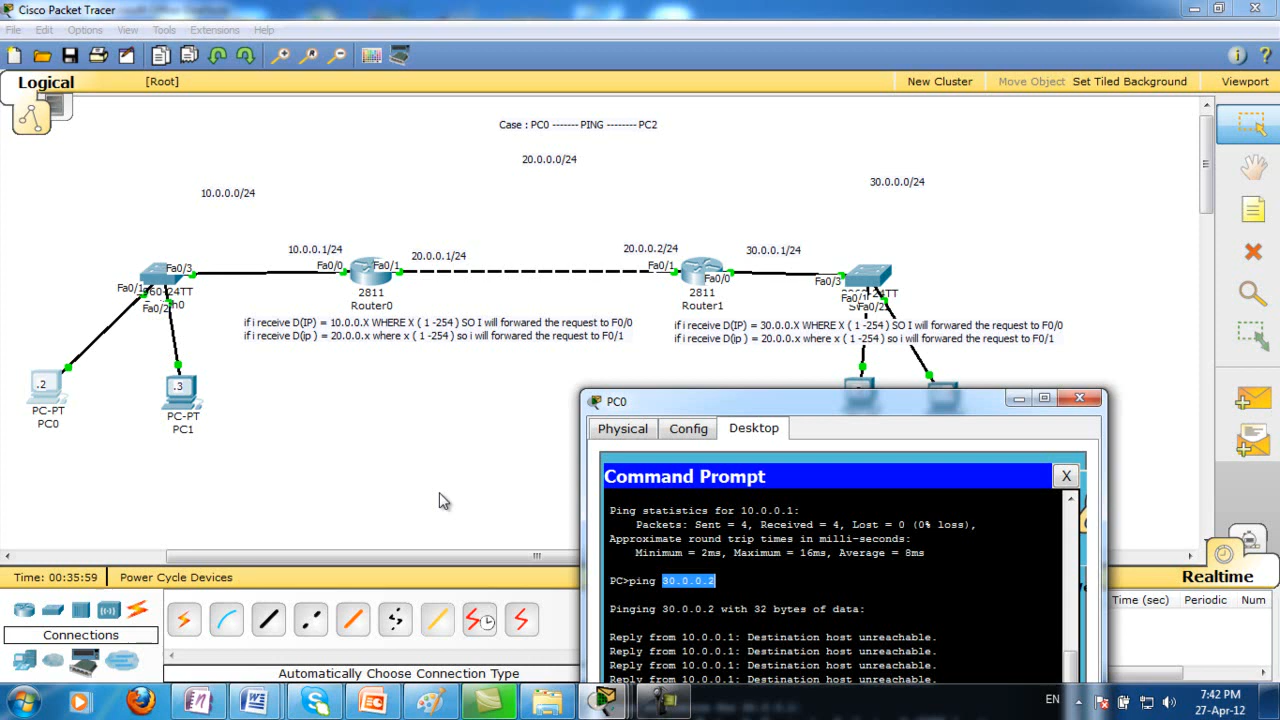 Cisco Packet Tracer
File Edit Options View Tools Extensions Help
Logical [Root] New Cluster Move Object Set Tiled Background Viewport
Case : PC0 ------- PING -------- PC2
20.0.0.0/24
10.0.0.0/24
30.0.0.0/24
10.0.0.1/24
20.0.0.1/24
20.0.0.2/24
30.0.0.1/24
Fa0/3
Fa0/0
Fa0/1
Fa0/1
Fa0/0
Fa0/3
Fa0/1
Fa0/2
2811
Router0
2811
Router1
if i receive D(IP) = 10.0.0.X WHERE X ( 1 -254 ) SO I will forwared the request to F0/0
if i receive D(ip ) = 20.0.0.x where x ( 1 -254 ) so i will forwared the request to F0/1
if i receive D(IP) = 30.0.0.X WHERE X ( 1 -254 ) SO I will forwared the request to F0/0
if i receive D(ip ) = 20.0.0.x where x ( 1 -254 ) so i will forwared the request to F0/1
.2
PC-PT
PC0
.3
PC-PT
PC1
PC0
Physical Config Desktop
Command Prompt X
Ping statistics for 10.0.0.1:
Packets: Sent = 4, Received = 4, Lost = 0 (0% loss),
Approximate round trip times in milli-seconds:
Minimum = 2ms, Maximum = 16ms, Average = 8ms
PC>ping 30.0.0.2
Pinging 30.0.0.2 with 32 bytes of data:
Reply from 10.0.0.1: Destination host unreachable.
Reply from 10.0.0.1: Destination host unreachable.
Reply from 10.0.0.1: Destination host unreachable.
Reply from 10.0.0.1: Destination host unreachable.
Time: 00:35:59 Power Cycle Devices
Realtime
Time (sec) Periodic Num
Connections
Automatically Choose Connection Type
EN
7:42 PM
27-Apr-12